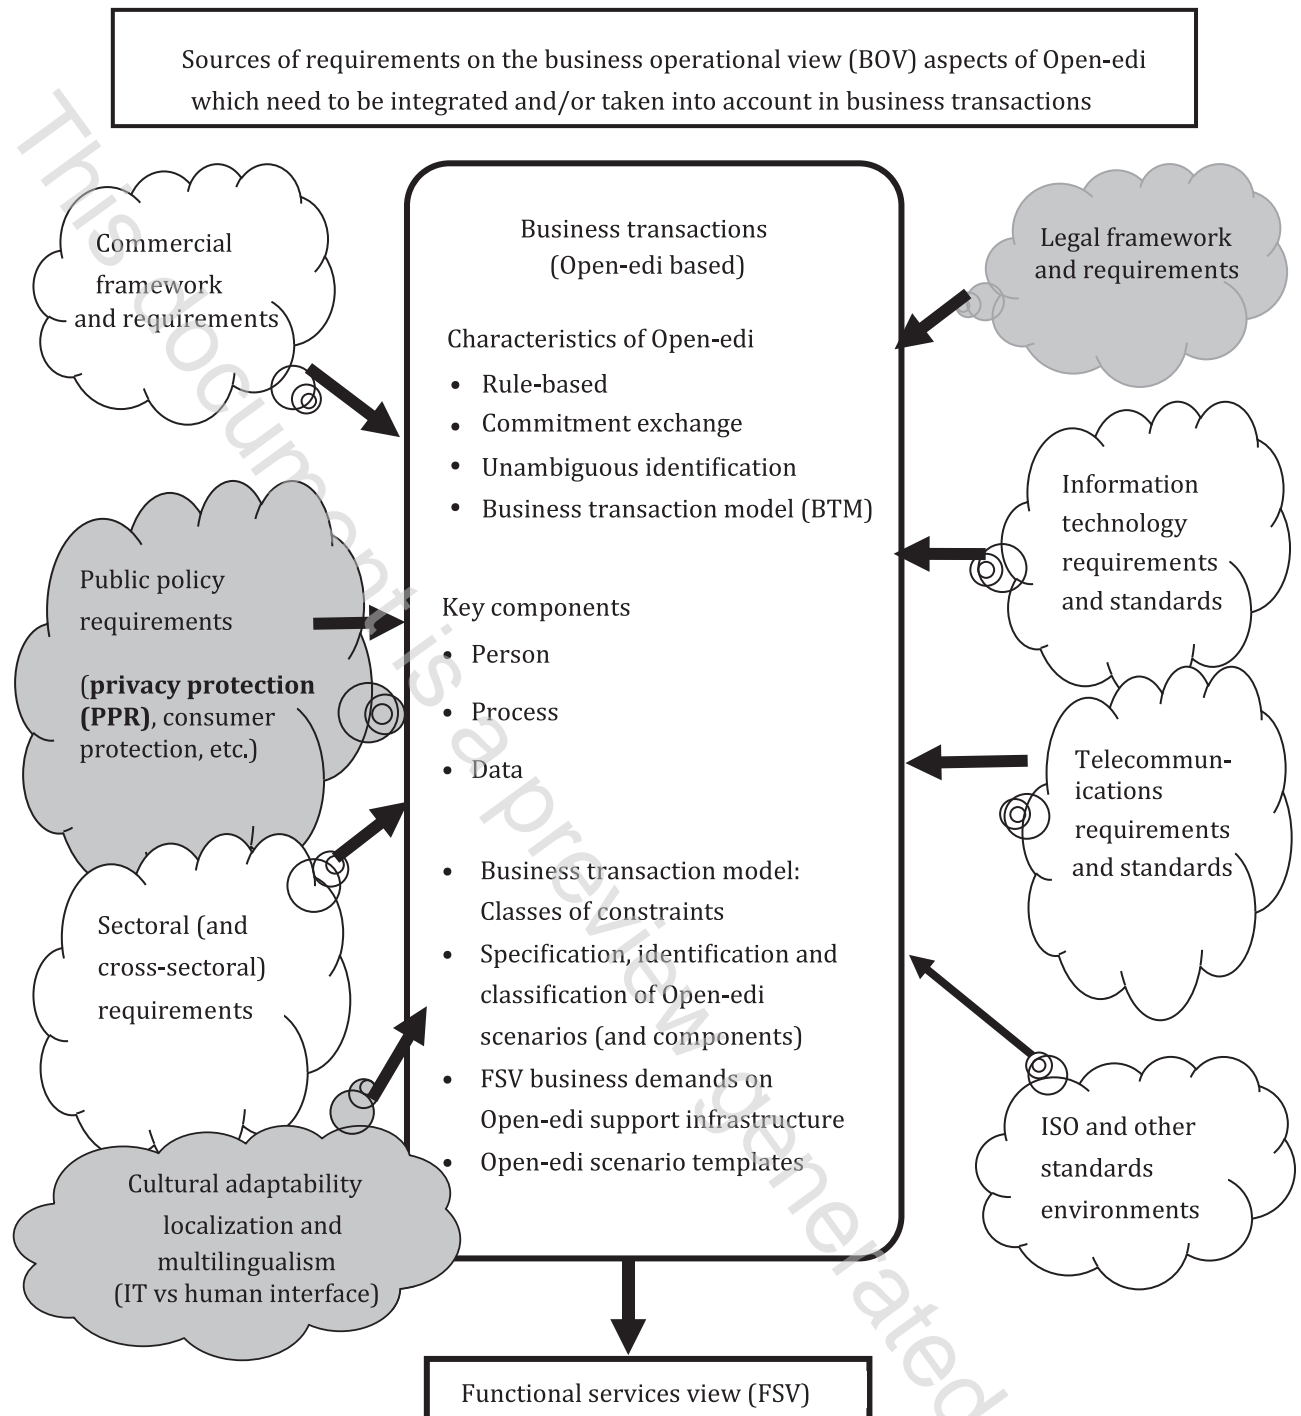 Sources of requirements on the business operational view (BOV) aspects of Open-edi
which need to be integrated and/or taken into account in business transactions
Commercial
framework
and requirements
Public policy
requirements
(privacy protection
(PPR), consumer
protection, etc.)
Sectoral (and
cross-sectoral)
requirements
Cultural adaptability
localization and
multilingualism
(IT vs human interface)
Business transactions
(Open-edi based)
Characteristics of Open-edi
• Rule-based
• Commitment exchange
• Unambiguous identification
• Business transaction model (BTM)
Key components
• Person
• Process
• Data
• Business transaction model:
Classes of constraints
• Specification, identification and
classification of Open-edi
scenarios (and components)
• FSV business demands on
Open-edi support infrastructure
• Open-edi scenario templates
Legal framework
and requirements
Information
technology
requirements
and standards
Telecommun-
ications
requirements
and standards
ISO and other
standards
environments
Functional services view (FSV)
This document is a preview generated